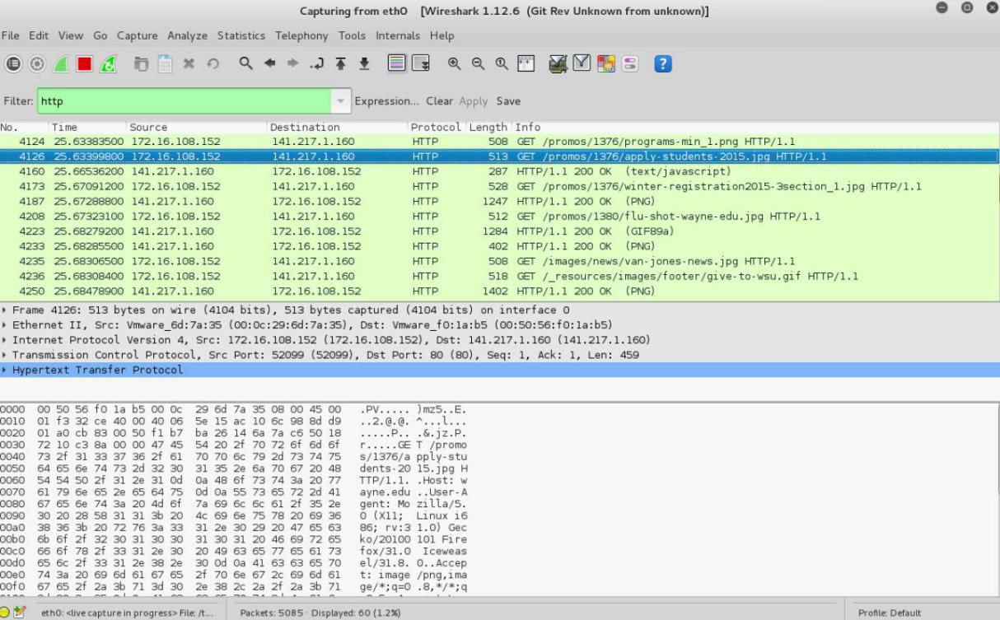 Capturing from eth0 [Wireshark 1.12.6 (Git Rev Unknown from unknown)]
File Edit View Go Capture Analyze Statistics Telephony Tools Internals Help
Filter: http Expression... Clear Apply Save
No. Time Source Destination Protocol Length Info
4124 25.63383500 172.16.108.152 141.217.1.160 HTTP 508 GET /promos/1376/programs-min_1.png HTTP/1.1
4126 25.63399800 172.16.108.152 141.217.1.160 HTTP 513 GET /promos/1376/apply-students-2015.jpg HTTP/1.1
4160 25.66536200 141.217.1.160 172.16.108.152 HTTP 287 HTTP/1.1 200 OK (text/javascript)
4173 25.67091200 172.16.108.152 141.217.1.160 HTTP 528 GET /promos/1376/winter-registration2015-3section_1.jpg HTTP/1.1
4187 25.67288800 141.217.1.160 172.16.108.152 HTTP 1247 HTTP/1.1 200 OK (PNG)
4208 25.67323100 172.16.108.152 141.217.1.160 HTTP 512 GET /promos/1380/flu-shot-wayne-edu.jpg HTTP/1.1
4223 25.68279200 141.217.1.160 172.16.108.152 HTTP 1284 HTTP/1.1 200 OK (GIF89a)
4233 25.68285500 141.217.1.160 172.16.108.152 HTTP 402 HTTP/1.1 200 OK (PNG)
4235 25.68306500 172.16.108.152 141.217.1.160 HTTP 508 GET /images/news/van-jones-news.jpg HTTP/1.1
4236 25.68308400 172.16.108.152 141.217.1.160 HTTP 518 GET /_resources/images/footer/give-to-wsu.gif HTTP/1.1
4250 25.68478900 141.217.1.160 172.16.108.152 HTTP 1402 HTTP/1.1 200 OK (PNG)
Frame 4126: 513 bytes on wire (4104 bits), 513 bytes captured (4104 bits) on interface 0
Ethernet II, Src: Vmware_6d:7a:35 (00:0c:29:6d:7a:35), Dst: Vmware_f0:1a:b5 (00:50:56:f0:1a:b5)
Internet Protocol Version 4, Src: 172.16.108.152 (172.16.108.152), Dst: 141.217.1.160 (141.217.1.160)
Transmission Control Protocol, Src Port: 52099 (52099), Dst Port: 80 (80), Seq: 1, Ack: 1, Len: 459
Hypertext Transfer Protocol
0000 00 50 56 f0 1a b5 00 0c 29 6d 7a 35 08 00 45 00 .PV..... )mz5..E.
0010 01 f3 32 ce 40 00 40 06 5e 15 ac 10 6c 98 8d d9 ..2.@.@. ^...l...
0020 01 a0 cb 83 00 50 f1 b7 ba 26 14 6a 7a c6 50 18 .....P.. .&.jz.P.
0030 72 10 c3 8a 00 00 47 45 54 20 2f 70 72 6f 6d 6f r.....GE T /promo
0040 73 2f 31 33 37 36 2f 61 70 70 6c 79 2d 73 74 75 s/1376/a pply-stu
0050 64 65 6e 74 73 2d 32 30 31 35 2e 6a 70 67 20 48 dents-20 15.jpg H
0060 54 54 50 2f 31 2e 31 0d 0a 48 6f 73 74 3a 20 77 TTP/1.1. .Host: w
0070 61 79 6e 65 2e 65 64 75 0d 0a 55 73 65 72 2d 41 ayne.edu ..User-A
0080 67 65 6e 74 3a 20 4d 6f 7a 69 6c 6c 61 2f 35 2e gent: Mo zilla/5.
0090 30 20 28 58 31 31 3b 20 4c 69 6e 75 78 20 69 36 0 (X11; Linux i6
00a0 38 36 3b 20 72 76 3a 33 31 2e 30 29 20 47 65 63 86; rv:3 1.0) Gec
00b0 6b 6f 2f 32 30 31 30 30 31 30 31 20 46 69 72 65 ko/20100 101 Fire
00c0 66 6f 78 2f 33 31 2e 30 20 49 63 65 77 65 61 73 fox/31.0 Iceweas
00d0 65 6c 2f 33 31 2e 38 2e 30 0d 0a 41 63 63 65 70 el/31.8. 0..Accep
00e0 74 3a 20 69 6d 61 67 65 2f 70 6e 67 2c 69 6d 61 t: image /png,ima
00f0 67 65 2f 2a 3b 71 3d 30 2e 38 2c 2a 2f 2a 3b 71 ge/*;q=0 .8,*/*;q
eth0: <live capture in progress> File: /t... Packets: 5085 · Displayed: 60 (1.2%) Profile: Default